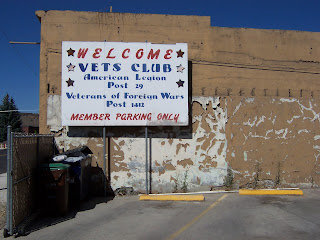 WELCOME
VETS CLUB
American Legion
Post 29
Veterans of Foreign Wars
Post 1412
MEMBER PARKING ONLY